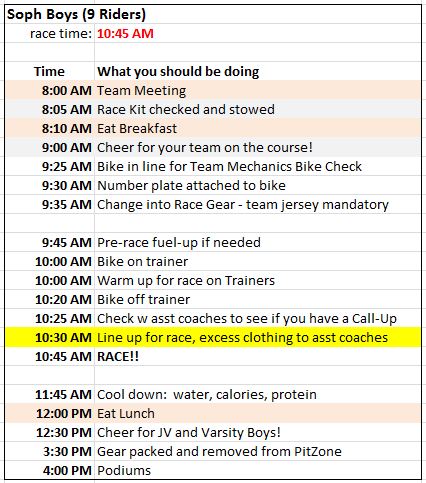 Soph Boys (9 Riders)
race time: 10:45 AM
Time What you should be doing
8:00 AM Team Meeting
8:05 AM Race Kit checked and stowed
8:10 AM Eat Breakfast
9:00 AM Cheer for your team on the course!
9:25 AM Bike in line for Team Mechanics Bike Check
9:30 AM Number plate attached to bike
9:35 AM Change into Race Gear - team jersey mandatory
9:45 AM Pre-race fuel-up if needed
10:00 AM Bike on trainer
10:00 AM Warm up for race on Trainers
10:20 AM Bike off trainer
10:25 AM Check w asst coaches to see if you have a Call-Up
10:30 AM Line up for race, excess clothing to asst coaches
10:45 AM RACE!!
11:45 AM Cool down: water, calories, protein
12:00 PM Eat Lunch
12:30 PM Cheer for JV and Varsity Boys!
3:30 PM Gear packed and removed from PitZone
4:00 PM Podiums